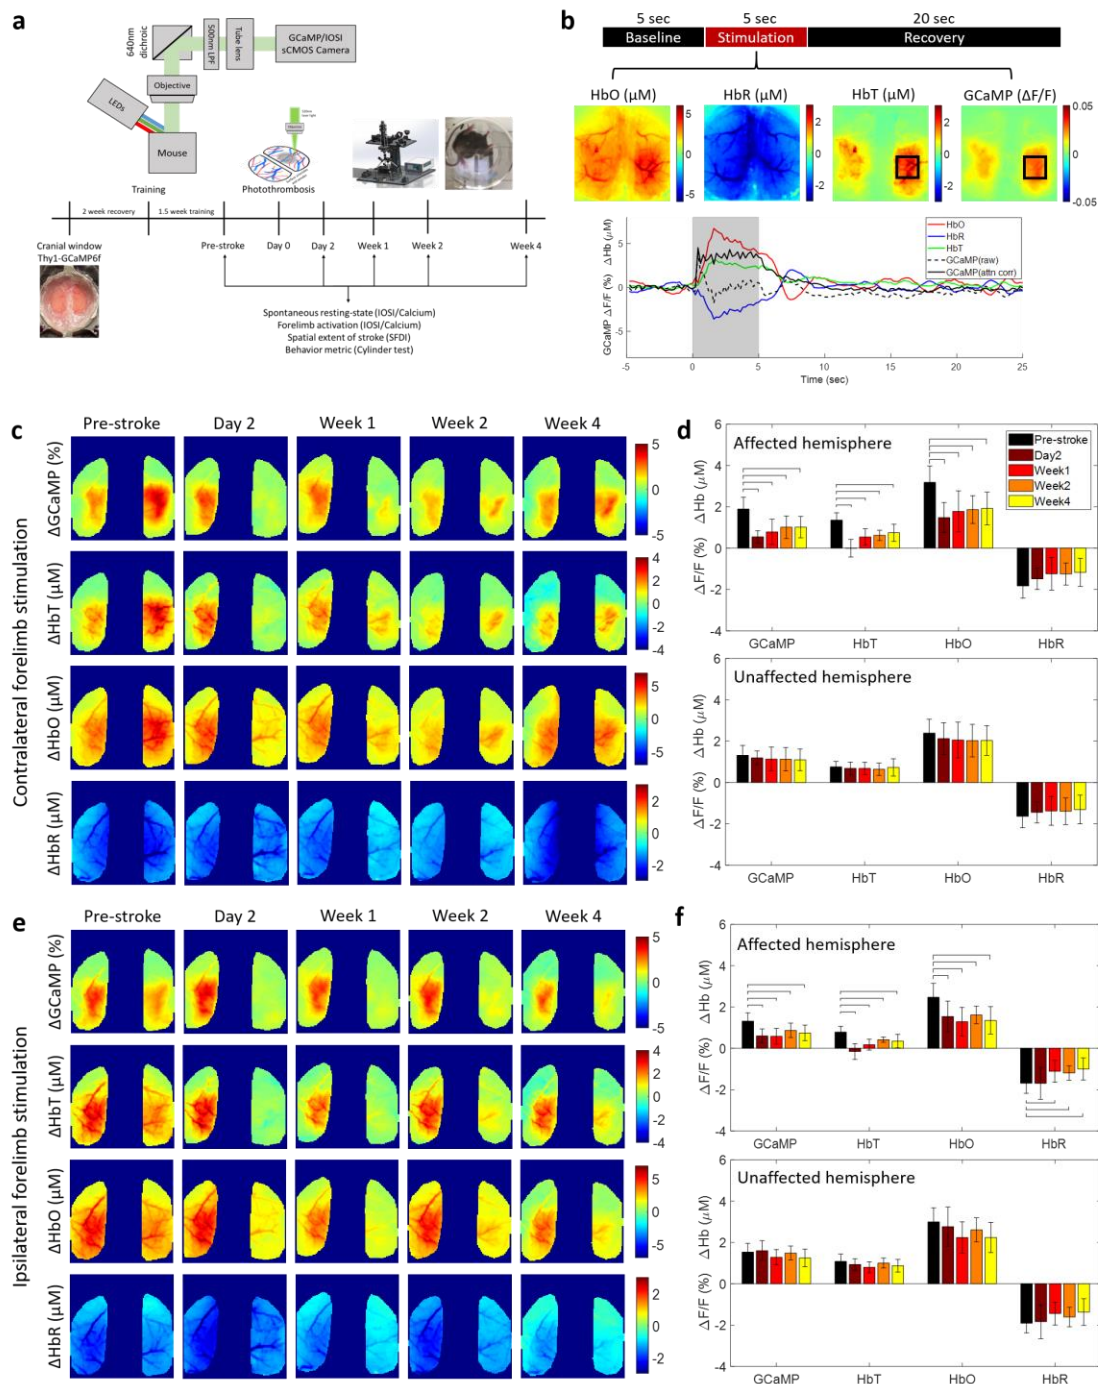 a
640nm
dichroic
500nm LPF
Tube lens
GCaMP/IOSI
sCMOS Camera
Objective
LEDs
Mouse
Training
Photothrombosis
2 week recovery
1.5 week training
Pre-stroke
Day 0
Day 2
Week 1
Week 2
Week 4
Cranial window
Thy1-GCaMP6f
Spontaneous resting-state (IOSI/Calcium)
Forelimb activation (IOSI/Calcium)
Spatial extent of stroke (SFDI)
Behavior metric (Cylinder test)
b
5 sec 5 sec 20 sec
Baseline Stimulation Recovery
HbO (μM) HbR (μM) HbT (μM) GCaMP (ΔF/F)
5
0
-5
2
0
-2
2
0
-2
0.05
0
-0.05
GCaMP ΔF/F (%) ΔHb (μM)
5
0
-5
HbO
HbR
HbT
GCaMP(raw)
GCaMP(attn corr)
-5 0 5 10 15 20 25
Time (sec)
c
Pre-stroke Day 2 Week 1 Week 2 Week 4
Contralateral forelimb stimulation
ΔGCaMP (%)
5
0
-5
ΔHbT (μM)
4
2
0
-2
-4
ΔHbO (μM)
5
0
-5
ΔHbR (μM)
2
0
-2
d
Affected hemisphere
Pre-stroke
Day2
Week1
Week2
Week4
ΔF/F (%) ΔHb (μM)
6
4
2
0
-2
-4
GCaMP HbT HbO HbR
Unaffected hemisphere
ΔF/F (%) ΔHb (μM)
6
4
2
0
-2
-4
GCaMP HbT HbO HbR
e
Pre-stroke Day 2 Week 1 Week 2 Week 4
Ipsilateral forelimb stimulation
ΔGCaMP (%)
5
0
-5
ΔHbT (μM)
4
2
0
-2
-4
ΔHbO (μM)
5
0
-5
ΔHbR (μM)
2
0
-2
f
Affected hemisphere
ΔF/F (%) ΔHb (μM)
6
4
2
0
-2
-4
GCaMP HbT HbO HbR
Unaffected hemisphere
ΔF/F (%) ΔHb (μM)
6
4
2
0
-2
-4
GCaMP HbT HbO HbR